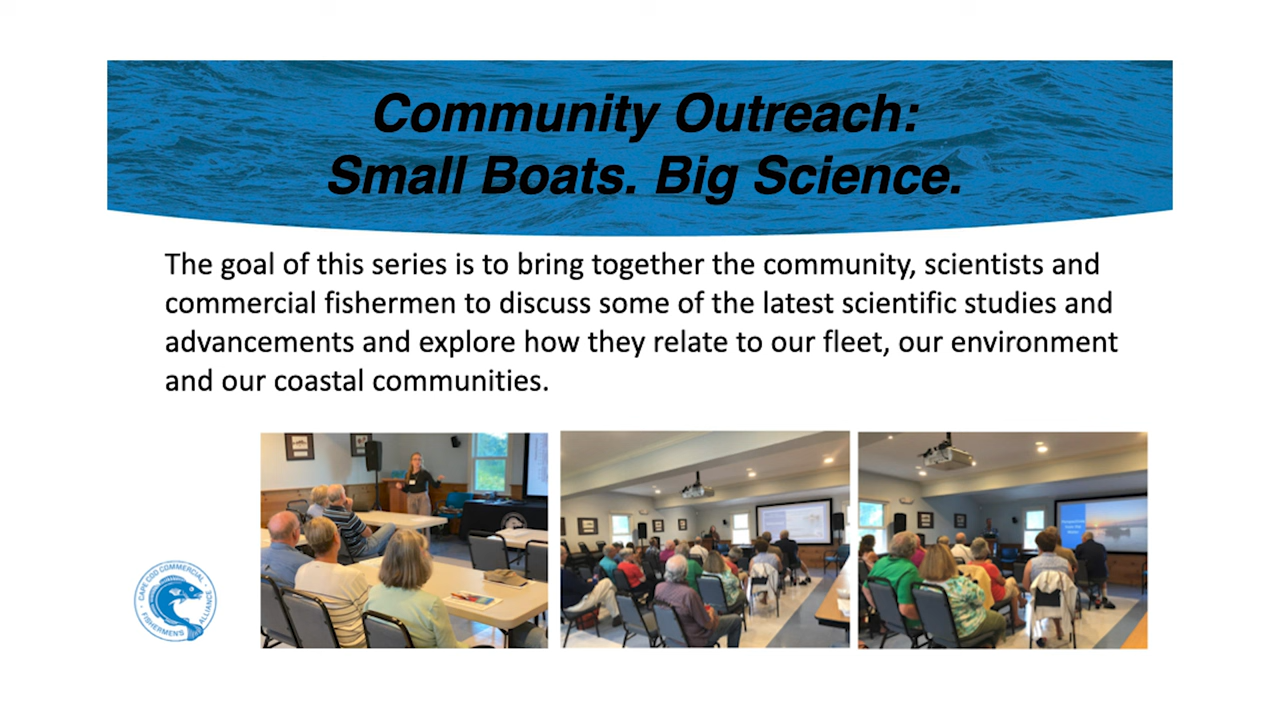 Community Outreach:
Small Boats. Big Science.
The goal of this series is to bring together the community, scientists and
commercial fishermen to discuss some of the latest scientific studies and
advancements and explore how they relate to our fleet, our environment
and our coastal communities.
CAPE COD COMMERCIAL
FISHERMEN'S
ALLIANCE